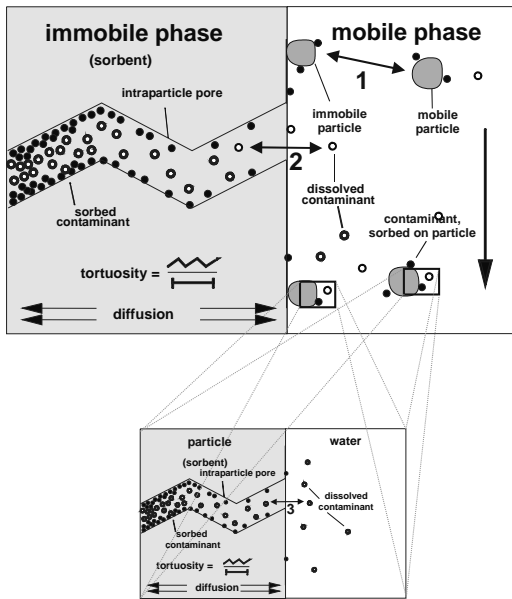 immobile phase
(sorbent)
mobile phase
intraparticle pore
1
immobile
particle
mobile
particle
2
dissolved
contaminant
sorbed
contaminant
contaminant,
sorbed on particle
tortuosity =
diffusion
particle
(sorbent)
intraparticle pore
water
3
dissolved
contaminant
sorbed
contaminant
tortuosity =
diffusion